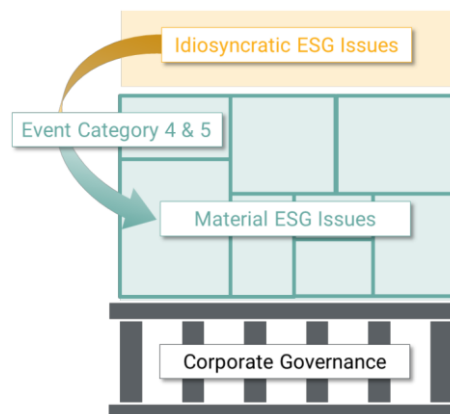 Idiosyncratic ESG Issues
Event Category 4 & 5
Material ESG Issues
Corporate Governance